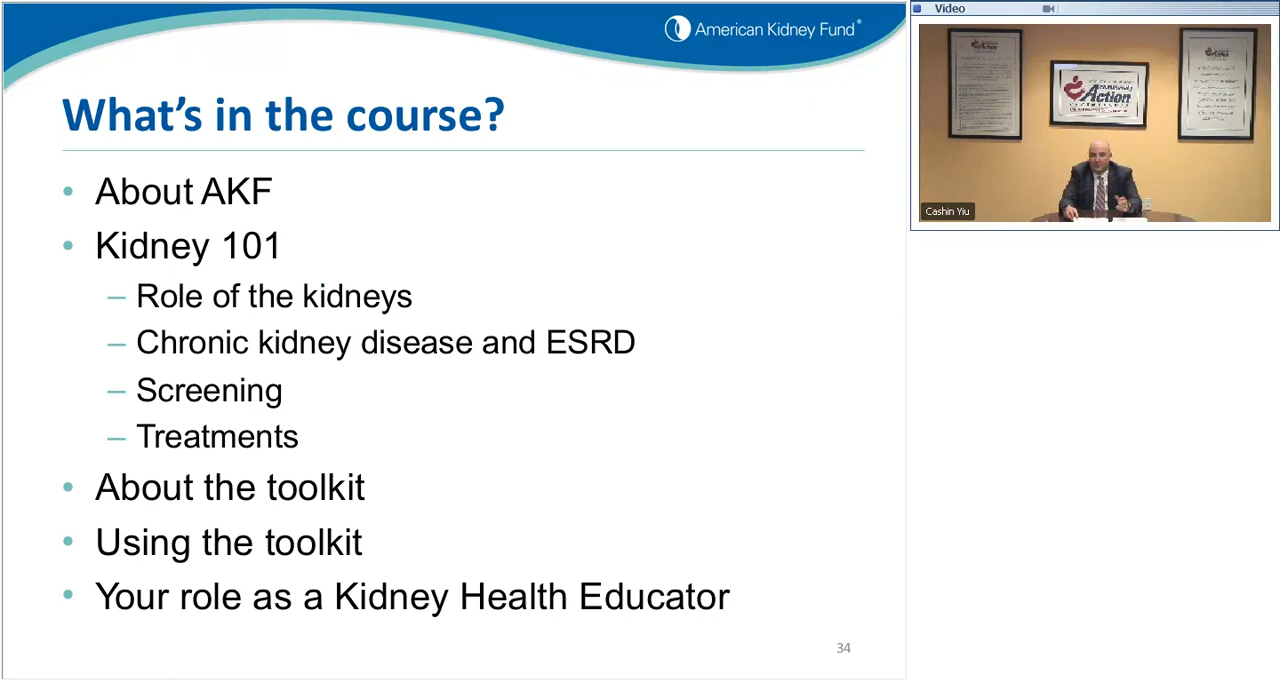 American Kidney Fund®
What's in the course?
• About AKF
• Kidney 101
– Role of the kidneys
– Chronic kidney disease and ESRD
– Screening
– Treatments
• About the toolkit
• Using the toolkit
• Your role as a Kidney Health Educator
34
Video
Action
Action
Action
Cashin Yiu